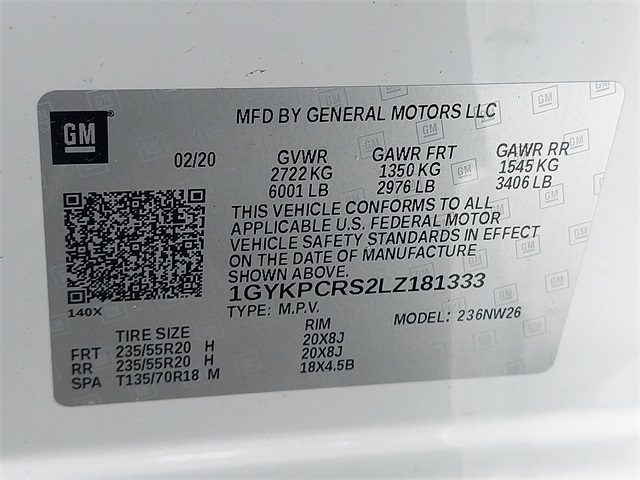 GM
MFD BY GENERAL MOTORS LLC
02/20 GVWR GAWR FRT GAWR RR
2722 KG 1350 KG 1545 KG
6001 LB 2976 LB 3406 LB
THIS VEHICLE CONFORMS TO ALL
APPLICABLE U.S. FEDERAL MOTOR
VEHICLE SAFETY STANDARDS IN EFFECT
ON THE DATE OF MANUFACTURE
SHOWN ABOVE.
1GYKPCRS2LZ181333
140X
TYPE: M.P.V. MODEL: 236NW26
TIRE SIZE RIM
FRT 235/55R20 H 20X8J
RR 235/55R20 H 20X8J
SPA T135/70R18 M 18X4.5B